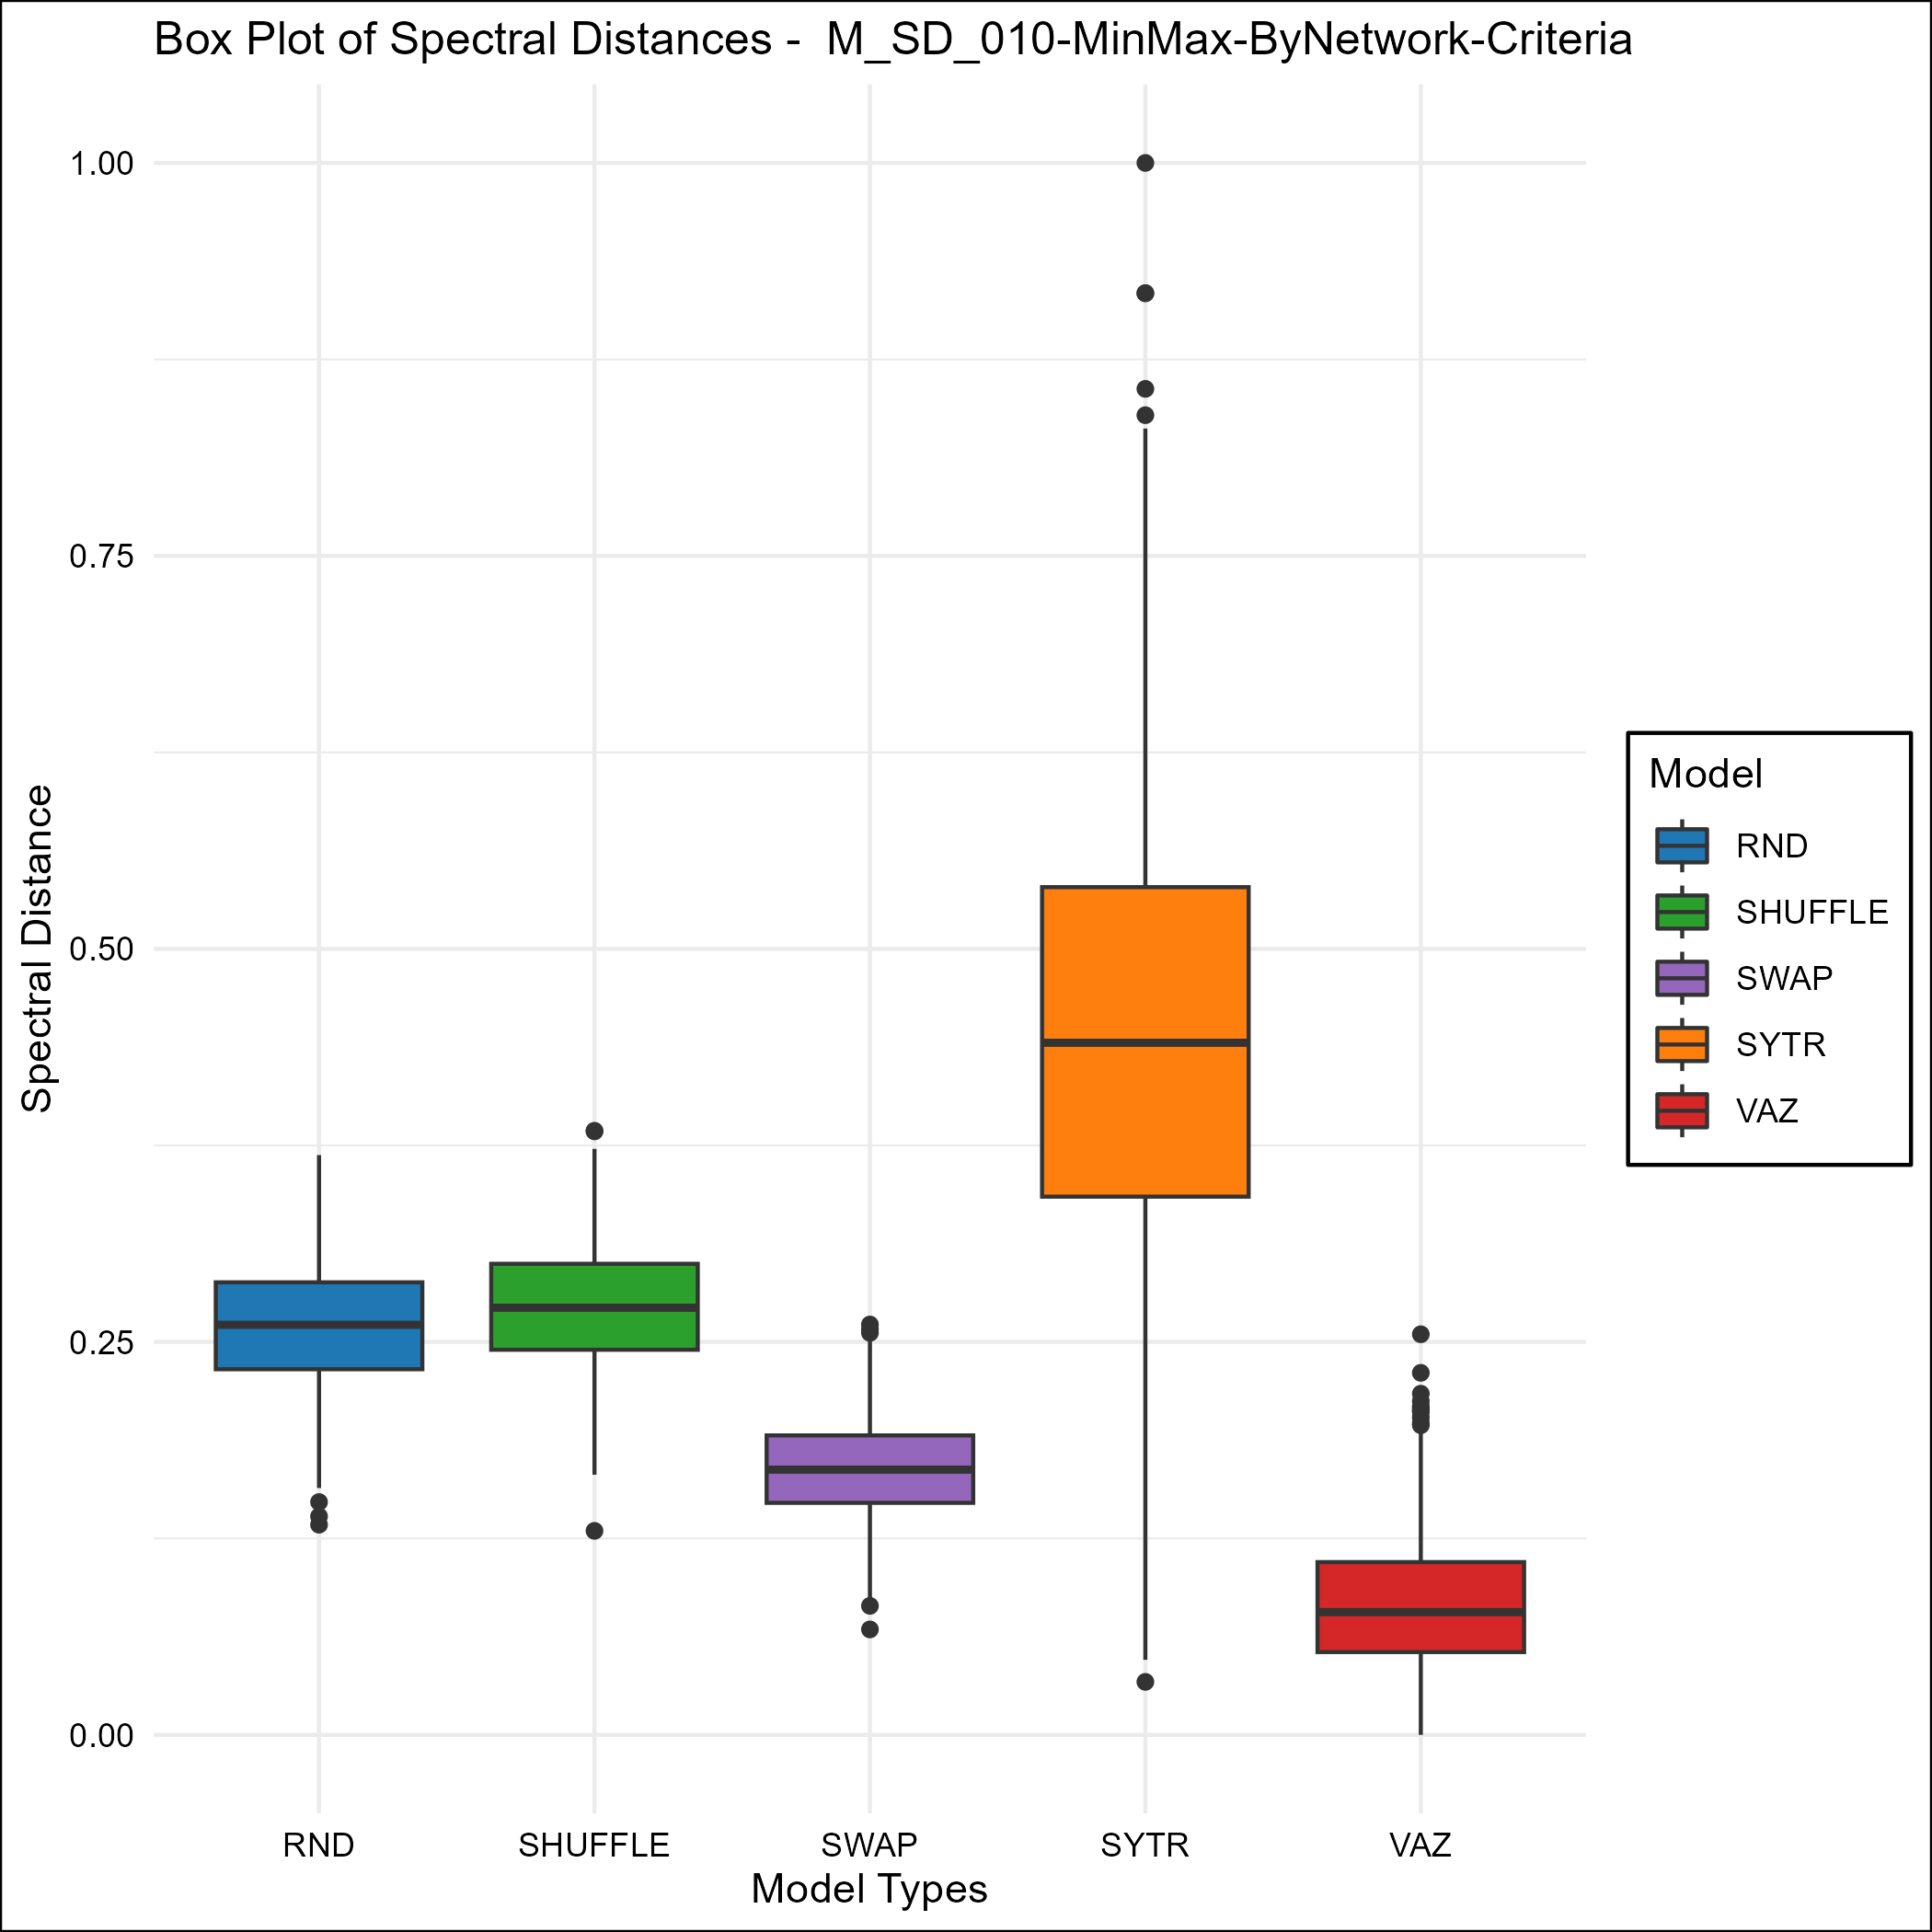 Box Plot of Spectral Distances -  M_SD_010-MinMax-ByNetwork-Criteria
Spectral Distance
1.00
0.75
0.50
0.25
0.00
RND
SHUFFLE
SWAP
SYTR
VAZ
Model Types
Model
RND
SHUFFLE
SWAP
SYTR
VAZ